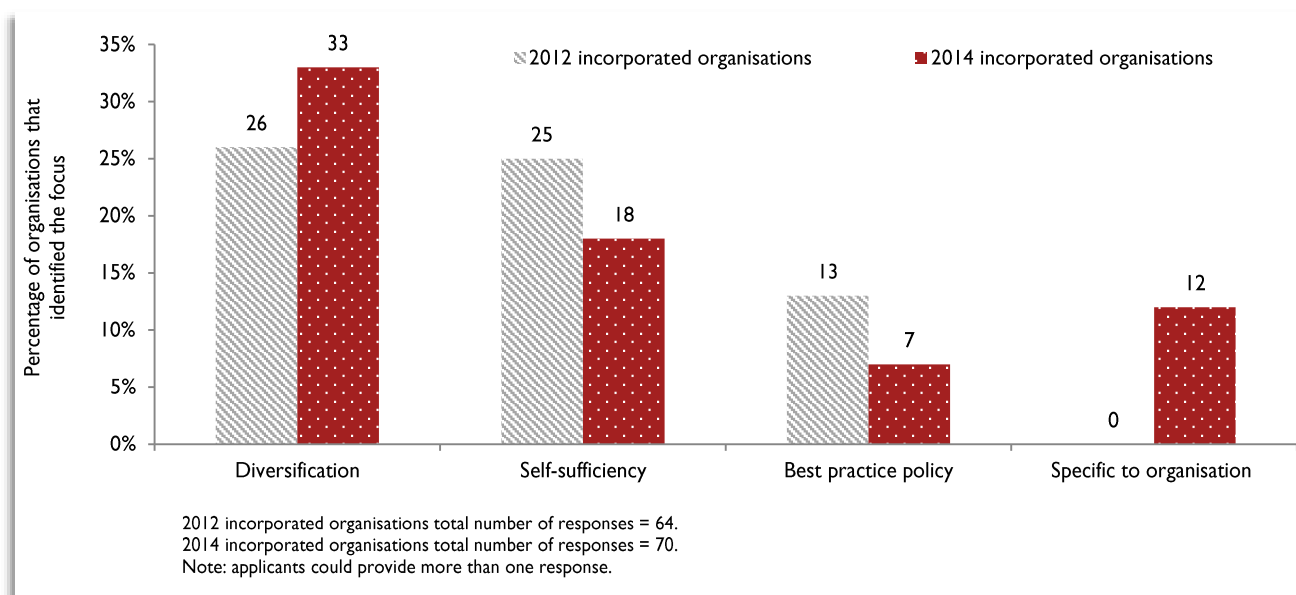 Percentage of organisations that
identified the focus
35%
30%
25%
20%
15%
10%
5%
0%
2012 incorporated organisations
2014 incorporated organisations
26
33
25
18
13
7
0
12
Diversification
Self-sufficiency
Best practice policy
Specific to organisation
2012 incorporated organisations total number of responses = 64.
2014 incorporated organisations total number of responses = 70.
Note: applicants could provide more than one response.